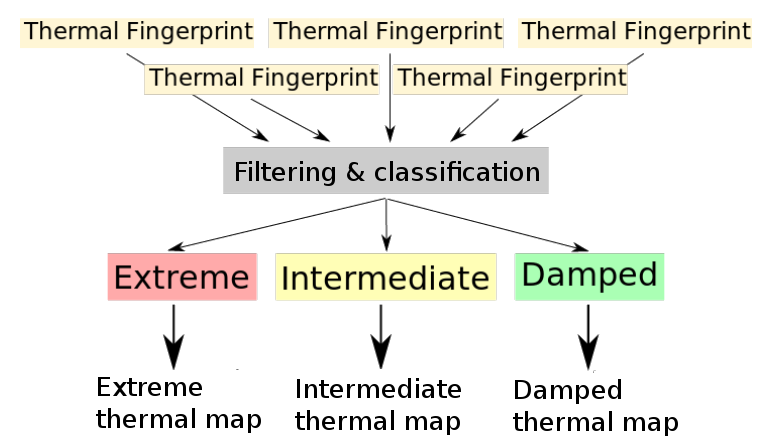 Thermal Fingerprint
Thermal Fingerprint
Thermal Fingerprint
Thermal Fingerprint
Thermal Fingerprint
Filtering & classification
Extreme
Intermediate
Damped
Extreme
thermal map
Intermediate
thermal map
Damped
thermal map